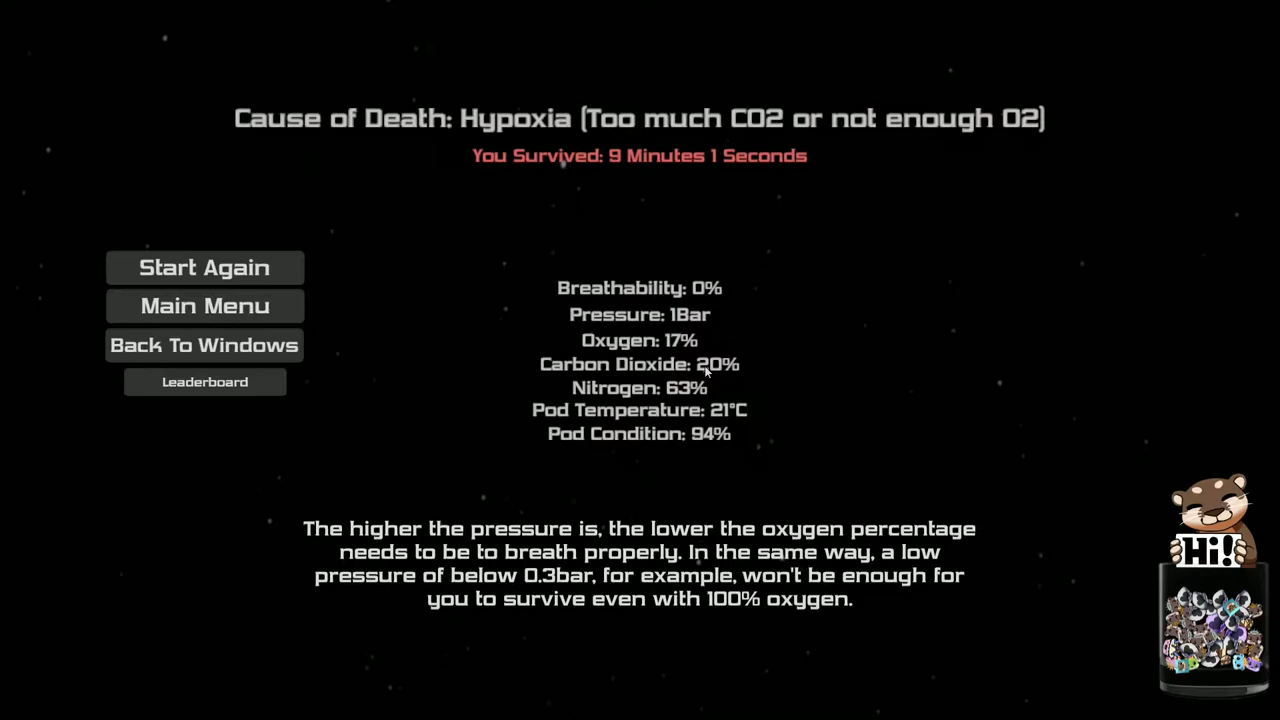 Cause of Death: Hypoxia (Too much CO2 or not enough O2)
You Survived: 9 Minutes 1 Seconds
Start Again
Main Menu
Back To Windows
Leaderboard
Breathability: 0%
Pressure: 1Bar
Oxygen: 17%
Carbon Dioxide: 20%
Nitrogen: 63%
Pod Temperature: 21°C
Pod Condition: 94%
The higher the pressure is, the lower the oxygen percentage
needs to be to breath properly. In the same way, a low
pressure of below 0.3bar, for example, won't be enough for
you to survive even with 100% oxygen.
Hi!